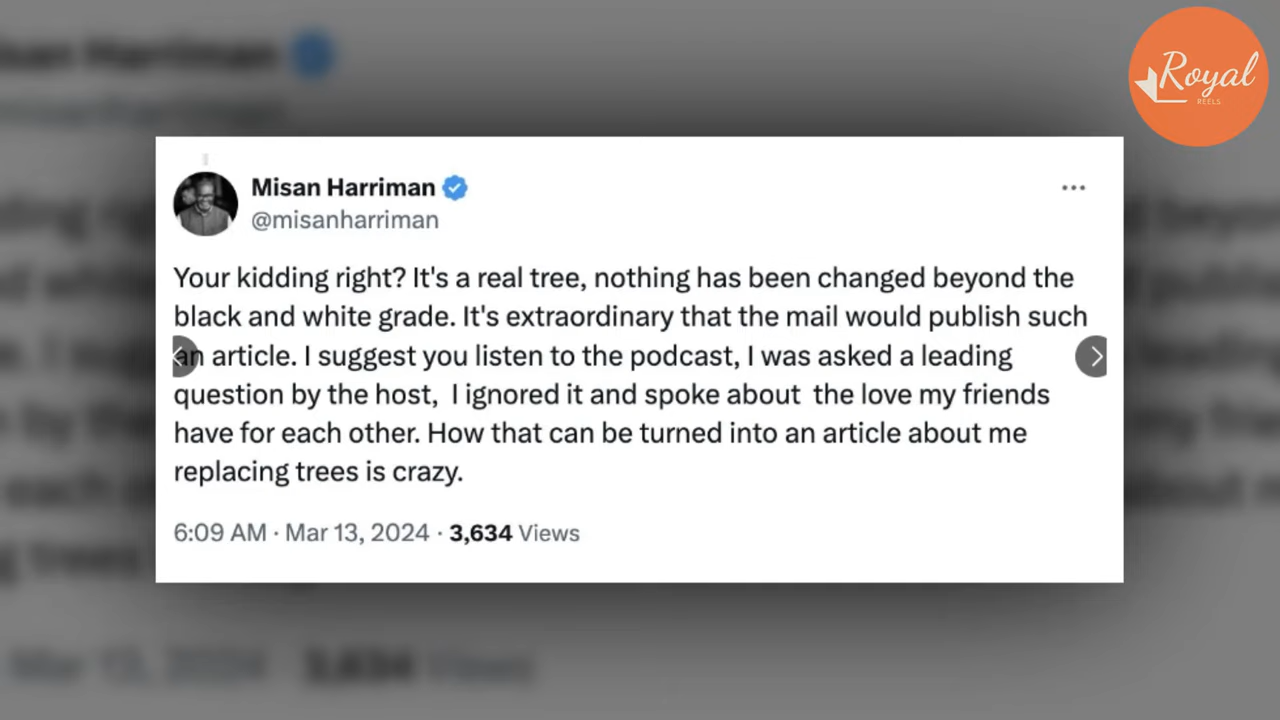 Royal
REELS
Misan Harriman
@misanharriman
Your kidding right? It's a real tree, nothing has been changed beyond the
black and white grade. It's extraordinary that the mail would publish such
an article. I suggest you listen to the podcast, I was asked a leading
question by the host,  I ignored it and spoke about  the love my friends
have for each other. How that can be turned into an article about me
replacing trees is crazy.
6:09 AM · Mar 13, 2024 · 3,634 Views